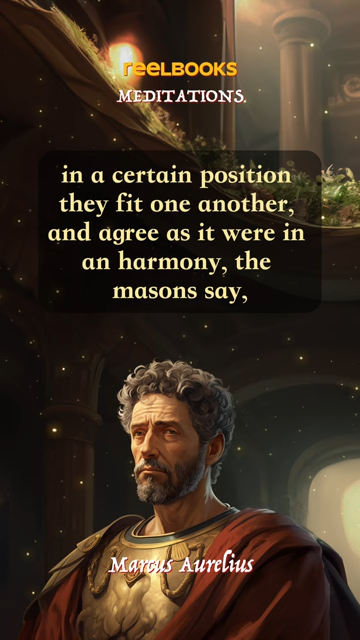 reelbooks
MEDITATIONS.
in a certain position
they fit one another,
and agree as it were in
an harmony, the
masons say,
Marcus Aurelius